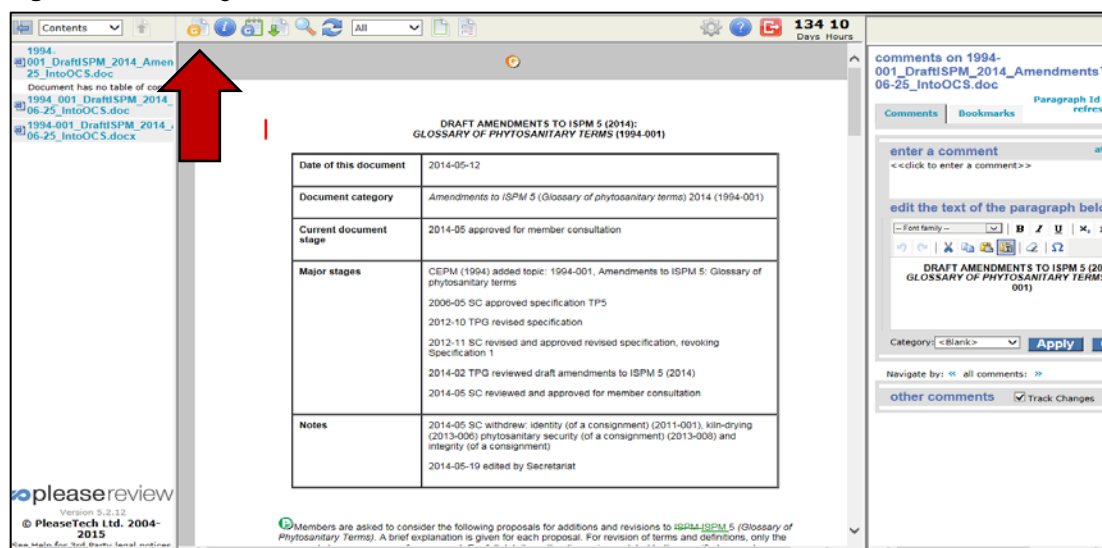 Contents
All
134 10
Days Hours
1994-
001_DraftISPM_2014_Amen
25_IntoOCS.doc
Document has no table of con
1994_001_DraftISPM_2014_
06-25_IntoOCS.doc
1994-001_DraftISPM_2014_
06-25_IntoOCS.docx
pleasereview
Version 5.2.12
© PleaseTech Ltd. 2004-
2015
See Help for 3rd Party legal notices
DRAFT AMENDMENTS TO ISPM 5 (2014):
GLOSSARY OF PHYTOSANITARY TERMS (1994-001)
Date of this document 2014-05-12
Document category Amendments to ISPM 5 (Glossary of phytosanitary terms) 2014 (1994-001)
Current document stage 2014-05 approved for member consultation
Major stages CEPM (1994) added topic: 1994-001, Amendments to ISPM 5: Glossary of
phytosanitary terms
2006-05 SC approved specification TP5
2012-10 TPG revised specification
2012-11 SC revised and approved revised specification, revoking
Specification 1
2014-02 TPG reviewed draft amendments to ISPM 5 (2014)
2014-05 SC reviewed and approved for member consultation
Notes 2014-05 SC withdrew: identity (of a consignment) (2011-001), kiln-drying
(2013-006) phytosanitary security (of a consignment) (2013-008) and
integrity (of a consignment)
2014-05-19 edited by Secretariat
Members are asked to consider the following proposals for additions and revisions to ISPM ISPM 5 (Glossary of
Phytosanitary Terms). A brief explanation is given for each proposal. For revision of terms and definitions, only the
comments on 1994-
001_DraftISPM_2014_Amendments
06-25_IntoOCS.doc
Paragraph Id
refres
Comments Bookmarks
enter a comment
<<click to enter a comment>>
edit the text of the paragraph belo
-- Font family -- B I U
DRAFT AMENDMENTS TO ISPM 5 (20
GLOSSARY OF PHYTOSANITARY TERMS
001)
Category: <Blank> Apply
Navigate by: << all comments: >>
other comments Track Changes